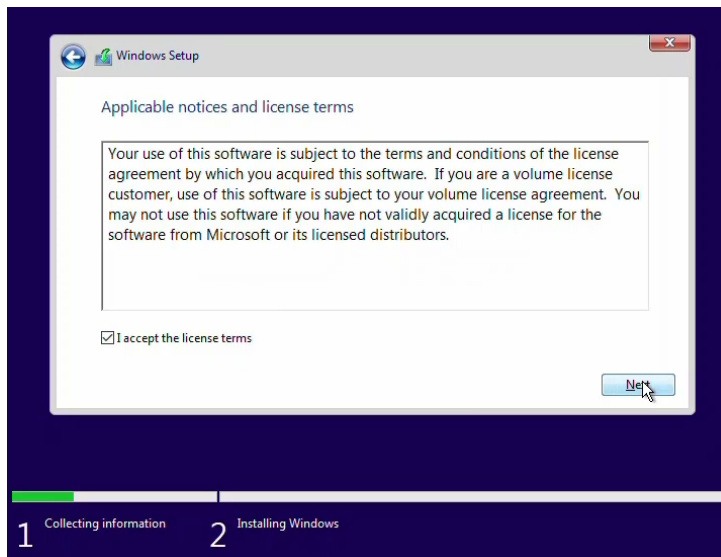 Windows Setup
Applicable notices and license terms
Your use of this software is subject to the terms and conditions of the license
agreement by which you acquired this software.  If you are a volume license
customer, use of this software is subject to your volume license agreement.  You
may not use this software if you have not validly acquired a license for the
software from Microsoft or its licensed distributors.
I accept the license terms
Next
1 Collecting information 2 Installing Windows